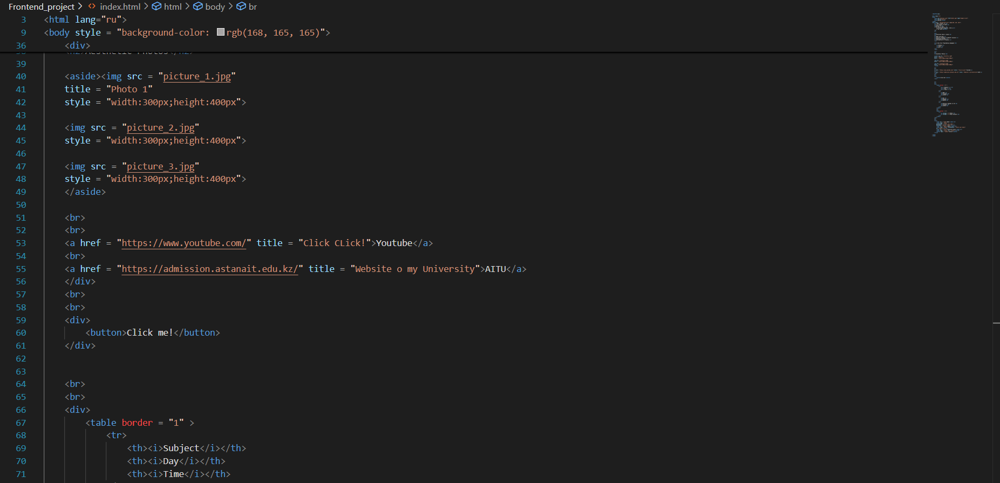 Frontend_project > <> index.html > html > body > br
3 <html lang="ru">
9 <body style = "background-color: rgb(168, 165, 165)">
36 <div>
39
40 <aside><img src = "picture_1.jpg"
41 title = "Photo 1"
42 style = "width:300px;height:400px">
43
44 <img src = "picture_2.jpg"
45 style = "width:300px;height:400px">
46
47 <img src = "picture_3.jpg"
48 style = "width:300px;height:400px">
49 </aside>
50
51 <br>
52 <br>
53 <a href = "https://www.youtube.com/" title = "Click CLick!">Youtube</a>
54 <br>
55 <a href = "https://admission.astanait.edu.kz/" title = "Website o my University">AITU</a>
56 </div>
57 <br>
58 <br>
59 <div>
60 <button>Click me!</button>
61 </div>
62
63
64 <br>
65 <br>
66 <div>
67 <table border = "1" >
68 <tr>
69 <th><i>Subject</i></th>
70 <th><i>Day</i></th>
71 <th><i>Time</i></th>